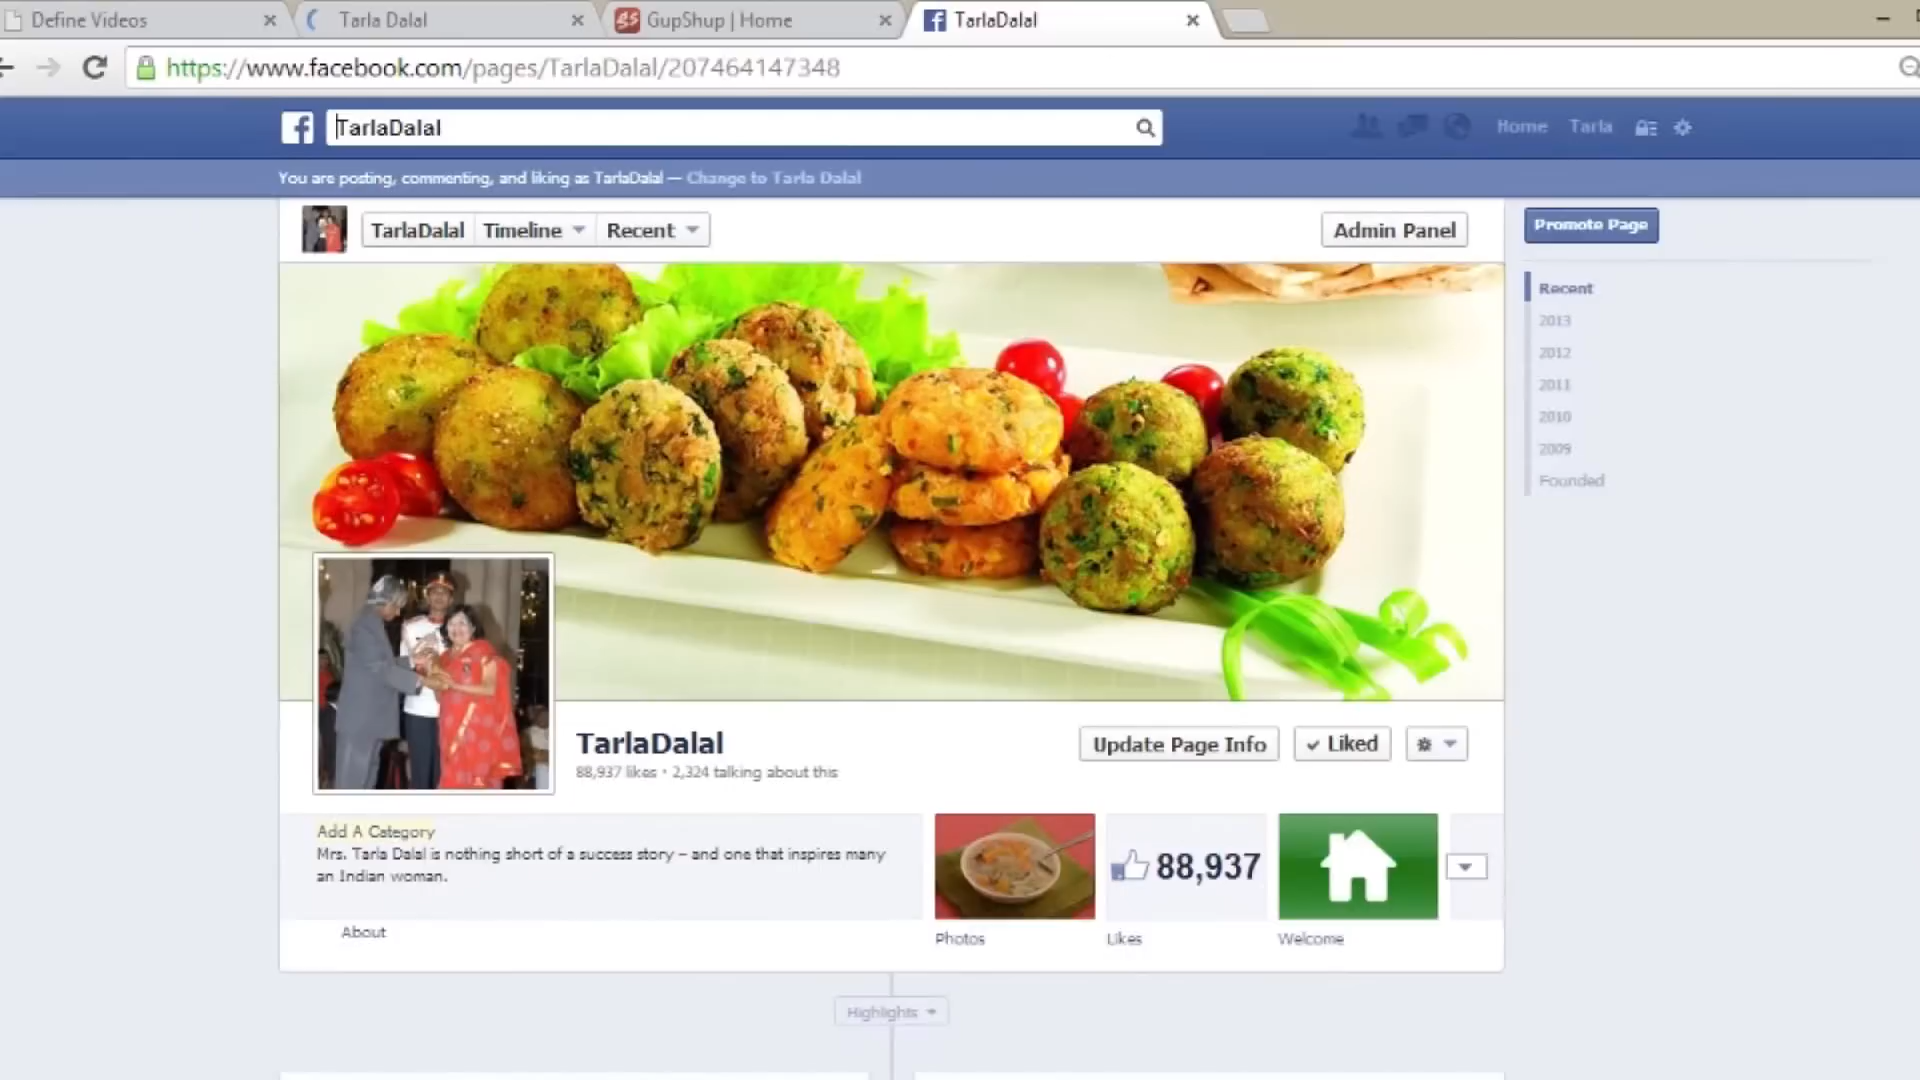 Define Videos
Tarla Dalal
GupShup | Home
TarlaDalal
https://www.facebook.com/pages/TarlaDalal/207464147348
TarlaDalal
Home
Tarla
You are posting, commenting, and liking as TarlaDalal — Change to Tarla Dalal
TarlaDalal
Timeline
Recent
Admin Panel
Promote Page
Recent
2013
2012
2011
2010
2009
Founded
TarlaDalal
88,937 likes · 2,324 talking about this
Update Page Info
Liked
Add A Category
Mrs. Tarla Dalal is nothing short of a success story – and one that inspires many
an Indian woman.
About
88,937
Photos
Likes
Welcome
Highlights